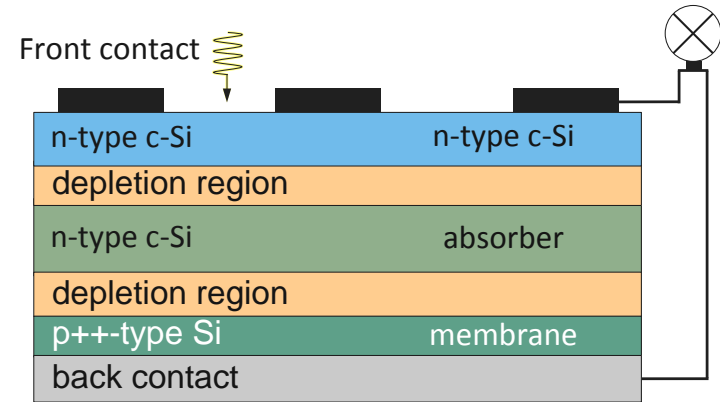 Front contact
n-type c-Si n-type c-Si
depletion region
n-type c-Si absorber
depletion region
p++-type Si membrane
back contact